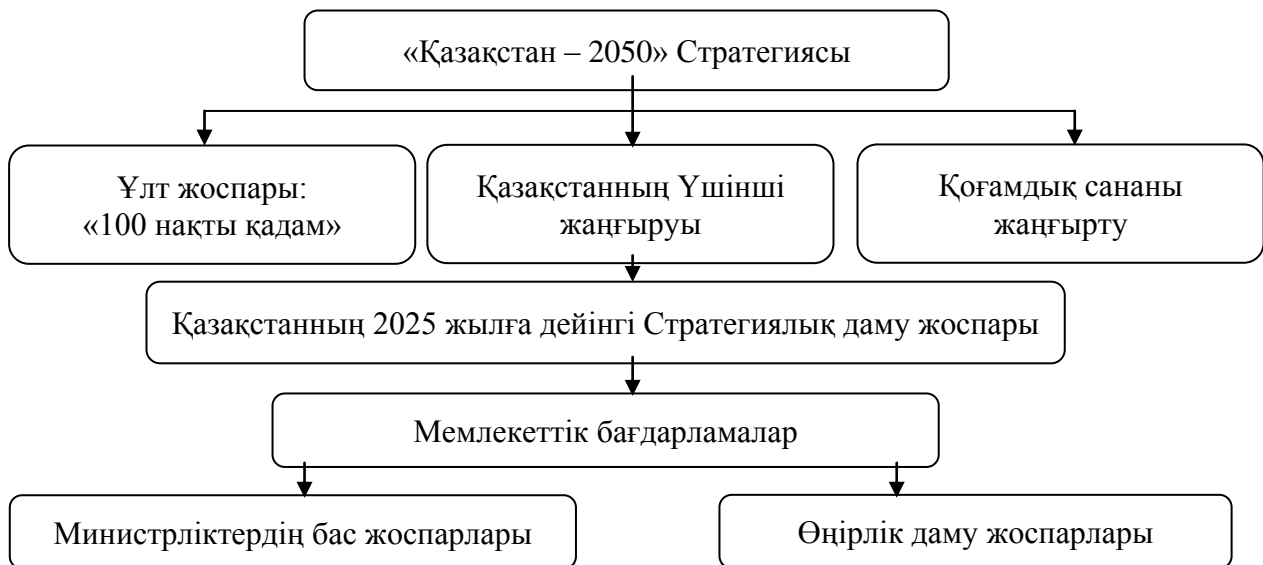 «Қазақстан – 2050» Стратегиясы
Ұлт жоспары:
«100 нақты қадам»
Қазақстанның Үшінші
жаңғыруы
Қоғамдық сананы
жаңғырту
Қазақстанның 2025 жылға дейінгі Стратегиялық даму жоспары
Мемлекеттік бағдарламалар
Министрліктердің бас жоспарлары
Өңірлік даму жоспарлары